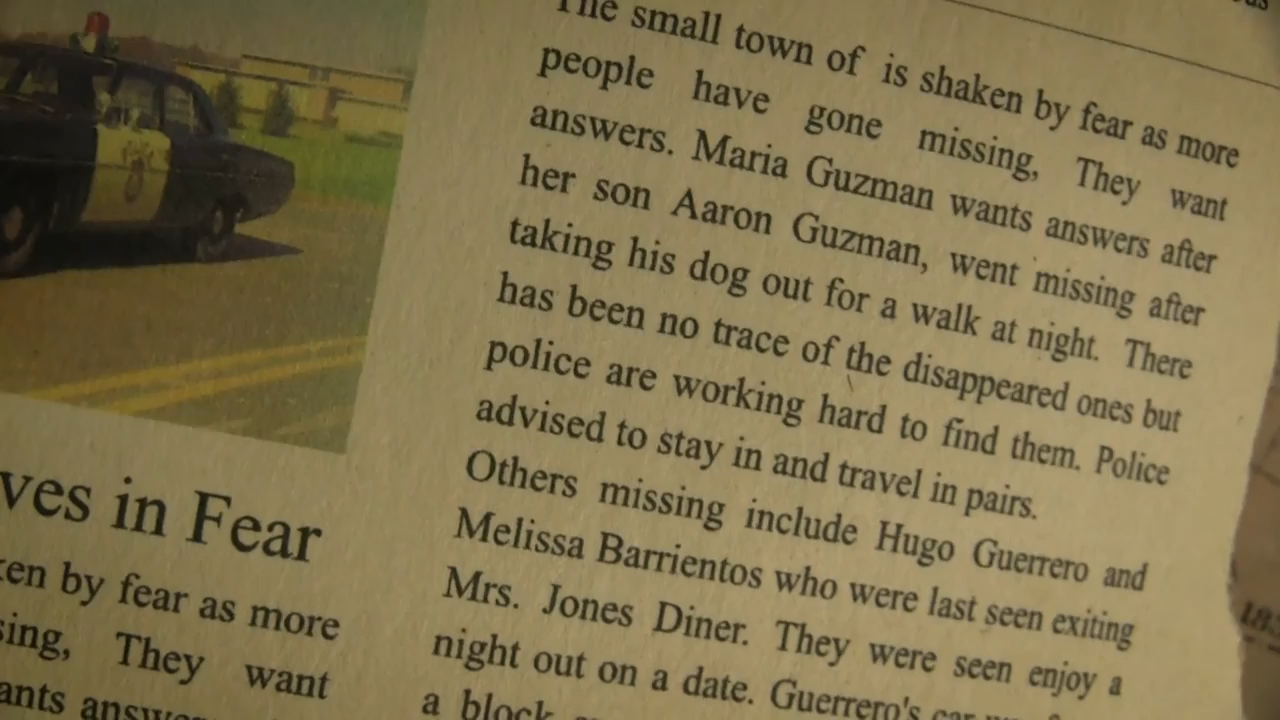 The small town of is shaken by fear as more
people have gone missing, They want
answers. Maria Guzman wants answers after
her son Aaron Guzman, went missing after
taking his dog out for a walk at night. There
has been no trace of the disappeared ones but
police are working hard to find them. Police
advised to stay in and travel in pairs.
Others missing include Hugo Guerrero and
Melissa Barrientos who were last seen exiting
Mrs. Jones Diner. They were seen enjoy a
night out on a date. Guerrero's car
a block
ves in Fear
ken by fear as more
sing, They want
ants